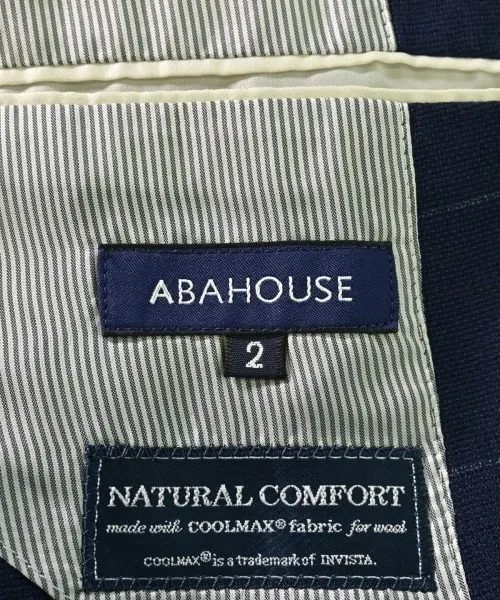 ABAHOUSE
2
NATURAL COMFORT
made with COOLMAX® fabric for wool
COOLMAX® is a trademark of INVISTA.